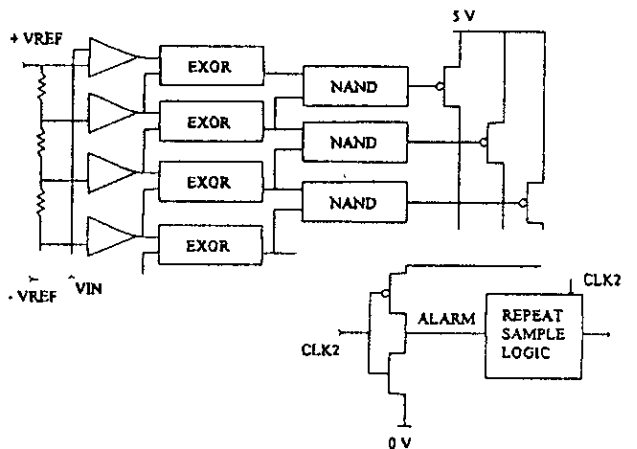 5 V
+ VREF
EXOR
NAND
EXOR
NAND
EXOR
NAND
EXOR
- VREF
VIN
CLK2
ALARM
REPEAT
SAMPLE
LOGIC
CLK2
0 V